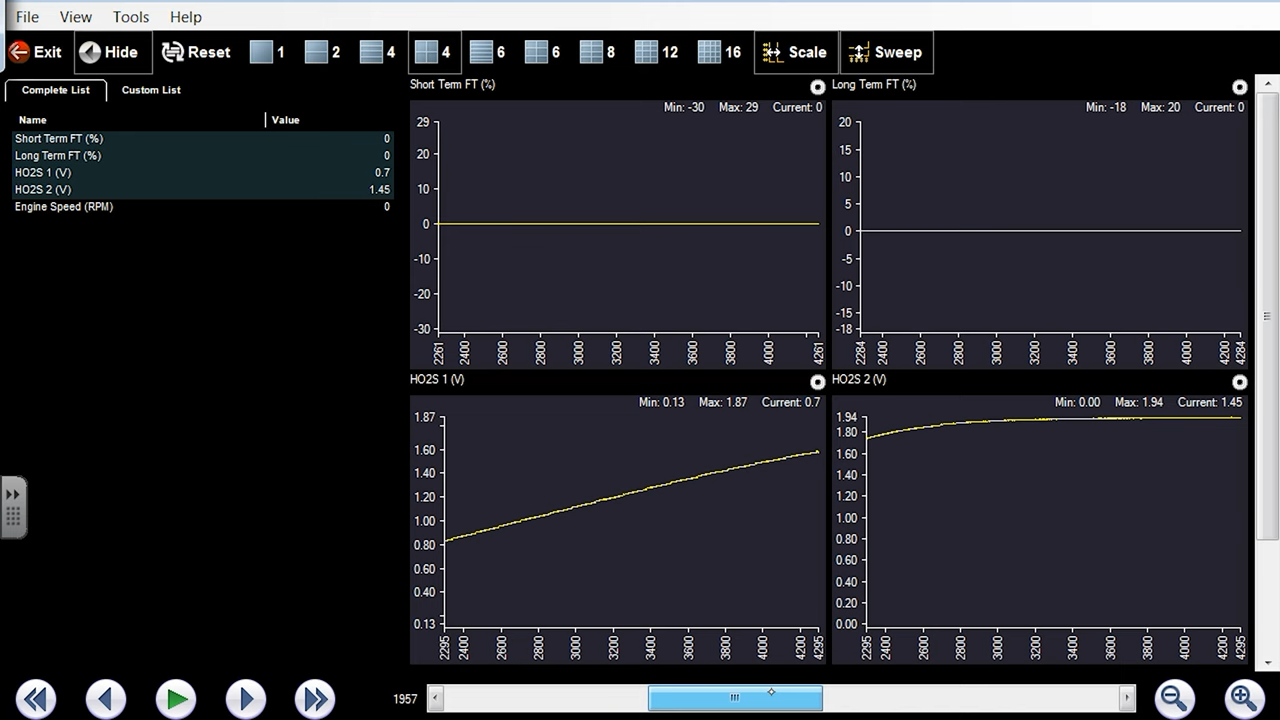 File View Tools Help
Exit Hide Reset 1 2 4 4 6 6 8 12 16 Scale Sweep
Complete List Custom List
Name Value
Short Term FT (%) 0
Long Term FT (%) 0
HO2S 1 (V) 0.7
HO2S 2 (V) 1.45
Engine Speed (RPM) 0
Short Term FT (%)
Min: -30 Max: 29 Current: 0
29
20
10
0
-10
-20
-30
2261 2400 2600 2800 3000 3200 3400 3600 3800 4000 4261
Long Term FT (%)
Min: -18 Max: 20 Current: 0
20
15
10
5
0
-5
-10
-15
-18
2284 2400 2600 2800 3000 3200 3400 3600 3800 4000 4200 4284
HO2S 1 (V)
Min: 0.13 Max: 1.87 Current: 0.7
1.87
1.60
1.40
1.20
1.00
0.80
0.60
0.40
0.13
2295 2400 2600 2800 3000 3200 3400 3600 3800 4000 4295
HO2S 2 (V)
Min: 0.00 Max: 1.94 Current: 1.45
1.94
1.80
1.60
1.40
1.20
1.00
0.80
0.60
0.40
0.20
0.00
2295 2400 2600 2800 3000 3200 3400 3600 3800 4000 4200 4295
1957